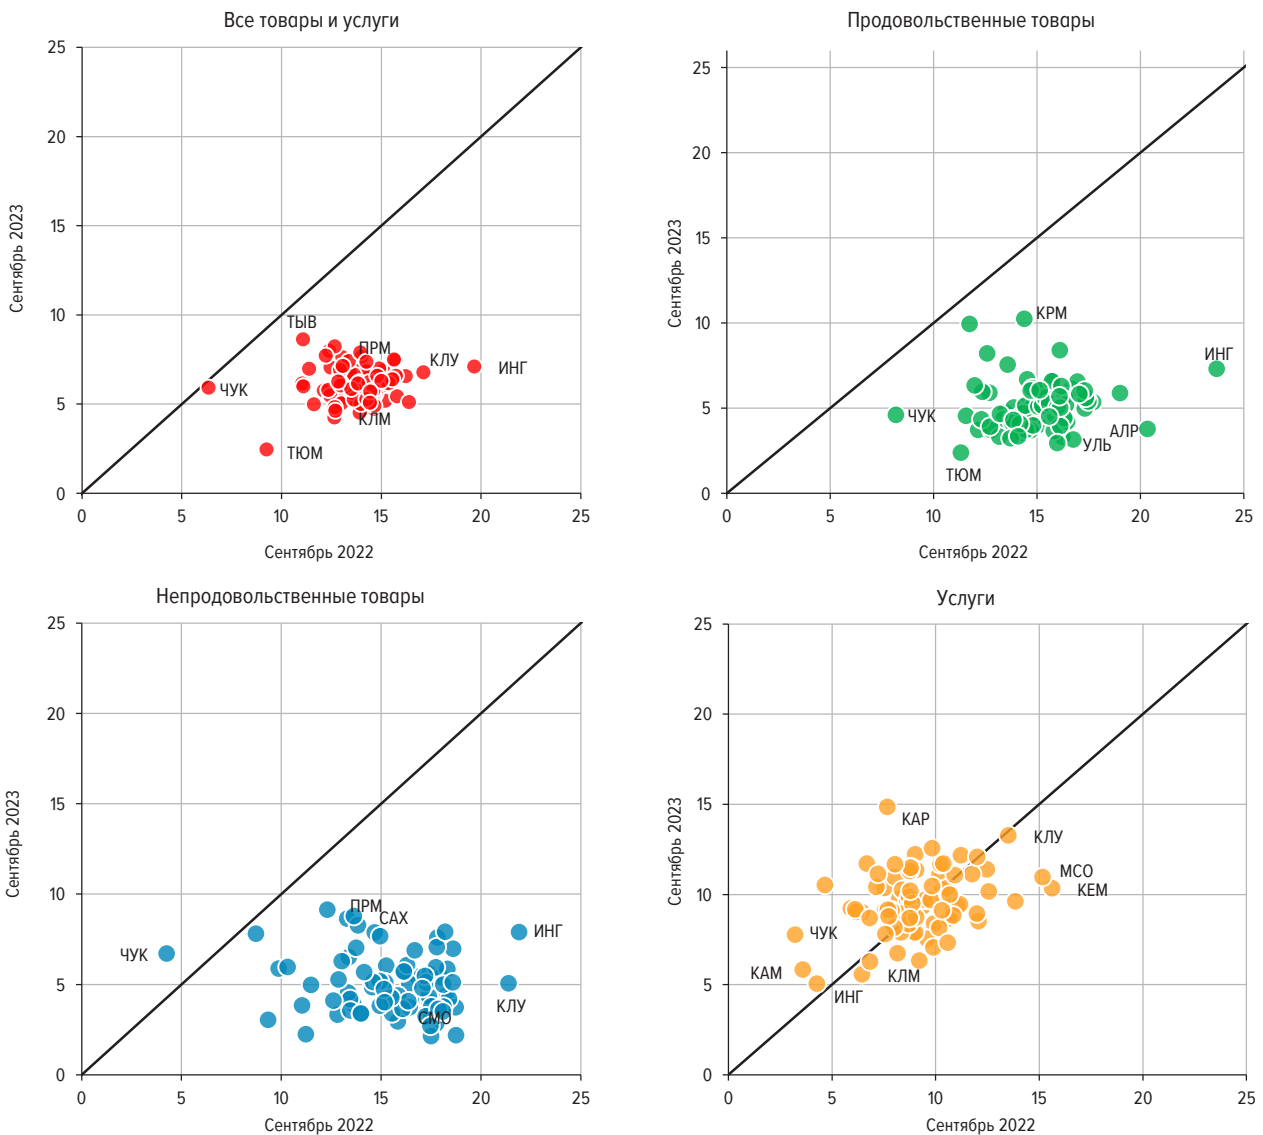 Все товары и услуги
25
20
15
10
5
0
Сентябрь 2023
ТЫВ
ПРМ
КЛУ
ИНГ
ЧУК
КЛМ
ТЮМ
0 5 10 15 20 25
Сентябрь 2022
Продовольственные товары
25
20
15
10
5
0
Сентябрь 2023
КРМ
ИНГ
ЧУК
АЛР
УЛЬ
ТЮМ
0 5 10 15 20 25
Сентябрь 2022
Непродовольственные товары
25
20
15
10
5
0
Сентябрь 2023
ПРМ
САХ
ИНГ
ЧУК
КЛУ
СМО
0 5 10 15 20 25
Сентябрь 2022
Услуги
25
20
15
10
5
0
Сентябрь 2023
КАР
КЛУ
МСО
КЕМ
ЧУК
КАМ
КЛМ
ИНГ
0 5 10 15 20 25
Сентябрь 2022